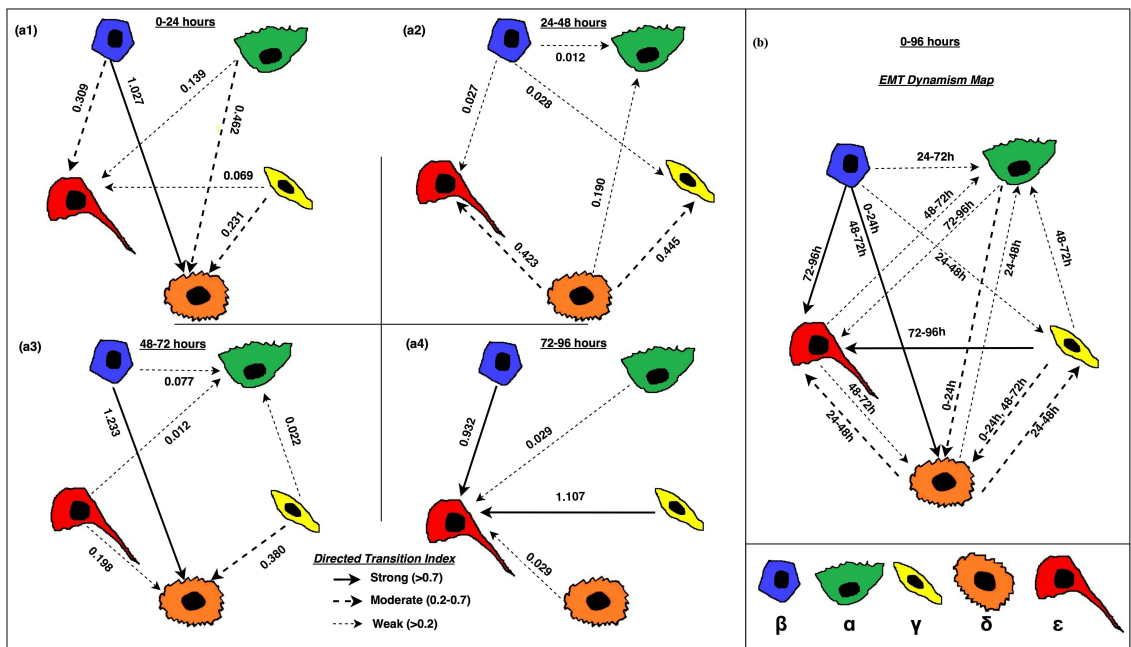 (a1)
0-24 hours
0.309
1.027
0.139
0.462
0.069
0.231
(a2)
24-48 hours
0.012
0.027
0.028
0.190
0.423
0.445
(a3)
48-72 hours
0.077
1.233
0.012
0.022
0.198
0.380
(a4)
72-96 hours
0.932
0.029
1.107
0.029
Directed Transition Index
Strong (>0.7)
Moderate (0.2-0.7)
Weak (>0.2)
(b)
0-96 hours
EMT Dynamism Map
24-72h
0-24h
48-72h
48-72h
72-96h
24-48h
48-72h
72-96h
24-48h
72-96h
48-72h
24-48h
0-24h
0-24h, 48-72h
24-48h
β α γ δ ε